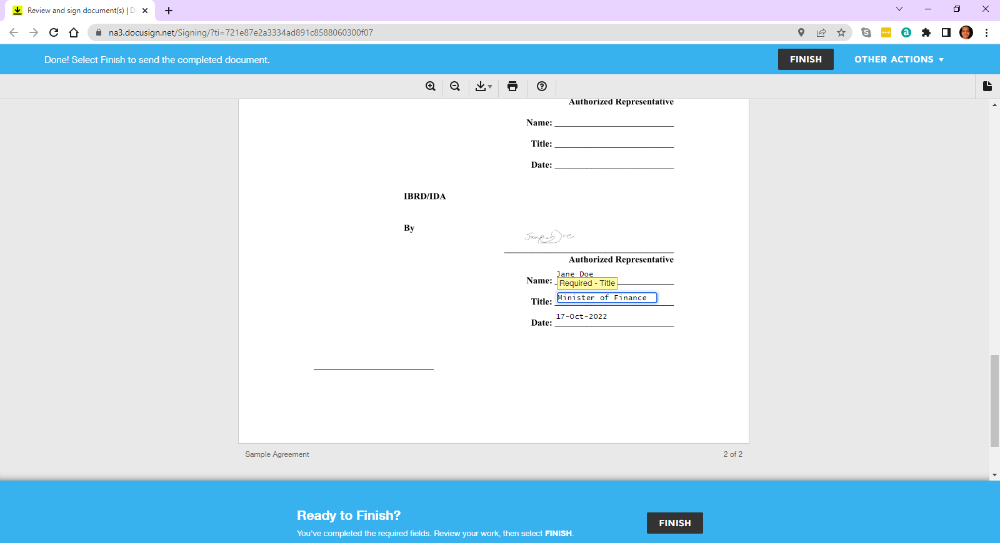 Review and sign document(s) | D
na3.docusign.net/Signing/?ti=721e87e2a3334ad891c8588060300f07
Done! Select Finish to send the completed document.
FINISH
OTHER ACTIONS
Authorized Representative
Name:
Title:
Date:
IBRD/IDA
By
Authorized Representative
Jane Doe
Name:
Required - Title
Title: Minister of Finance
17-Oct-2022
Date:
Sample Agreement
2 of 2
Ready to Finish?
You've completed the required fields. Review your work, then select FINISH.
FINISH